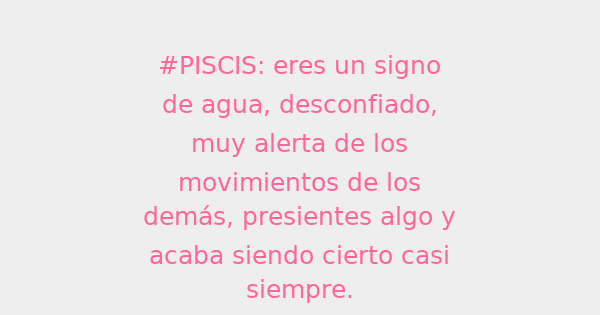 #PISCIS: eres un signo
de agua, desconfiado,
muy alerta de los
movimientos de los
demás, presientes algo y
acaba siendo cierto casi
siempre.